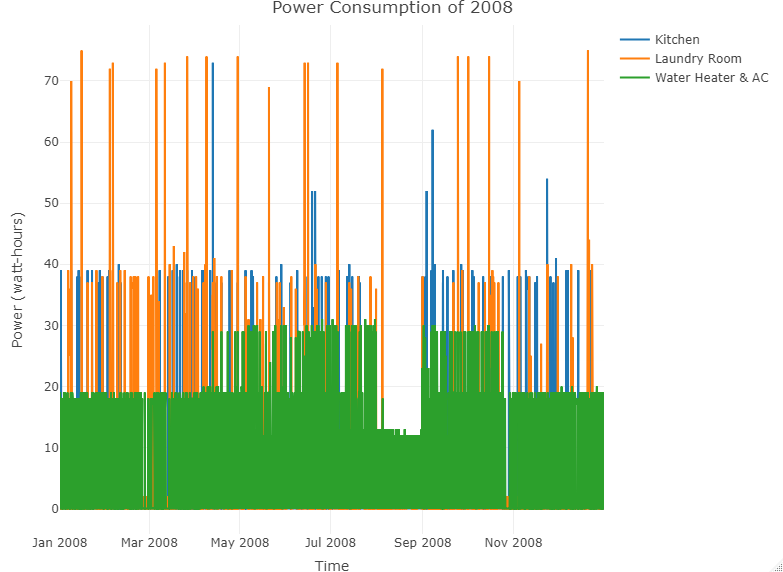 Power Consumption of 2008
Kitchen
Laundry Room
Water Heater & AC
70
60
50
40
30
20
10
0
Power (watt-hours)
Jan 2008
Mar 2008
May 2008
Jul 2008
Sep 2008
Nov 2008
Time